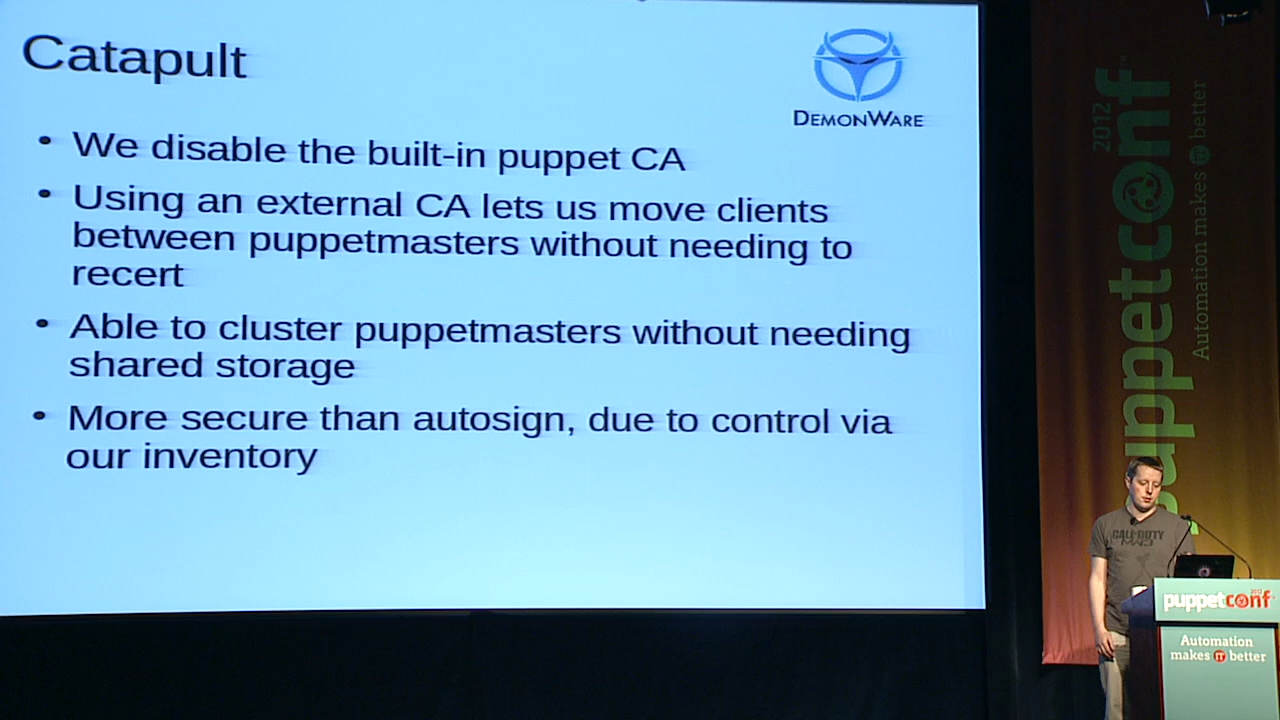 Catapult
DEMONWARE
• We disable the built-in puppet CA
• Using an external CA lets us move clients
between puppetmasters without needing to
recert
• Able to cluster puppetmasters without needing
shared storage
• More secure than autosign, due to control via
our inventory
puppetconf
2012
Automation makes IT better
CALL OF DUTY
MW3
puppetconf
2012
Automation
makes IT better